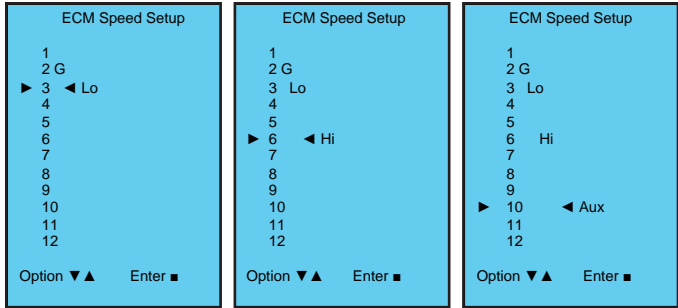 ECM Speed Setup
1
2 G
► 3 ◄ Lo
4
5
6
7
8
9
10
11
12
Option ▼▲ Enter ■
ECM Speed Setup
1
2 G
3 Lo
4
5
► 6 ◄ Hi
7
8
9
10
11
12
Option ▼▲ Enter ■
ECM Speed Setup
1
2 G
3 Lo
4
5
6 Hi
7
8
9
► 10 ◄ Aux
11
12
Option ▼▲ Enter ■